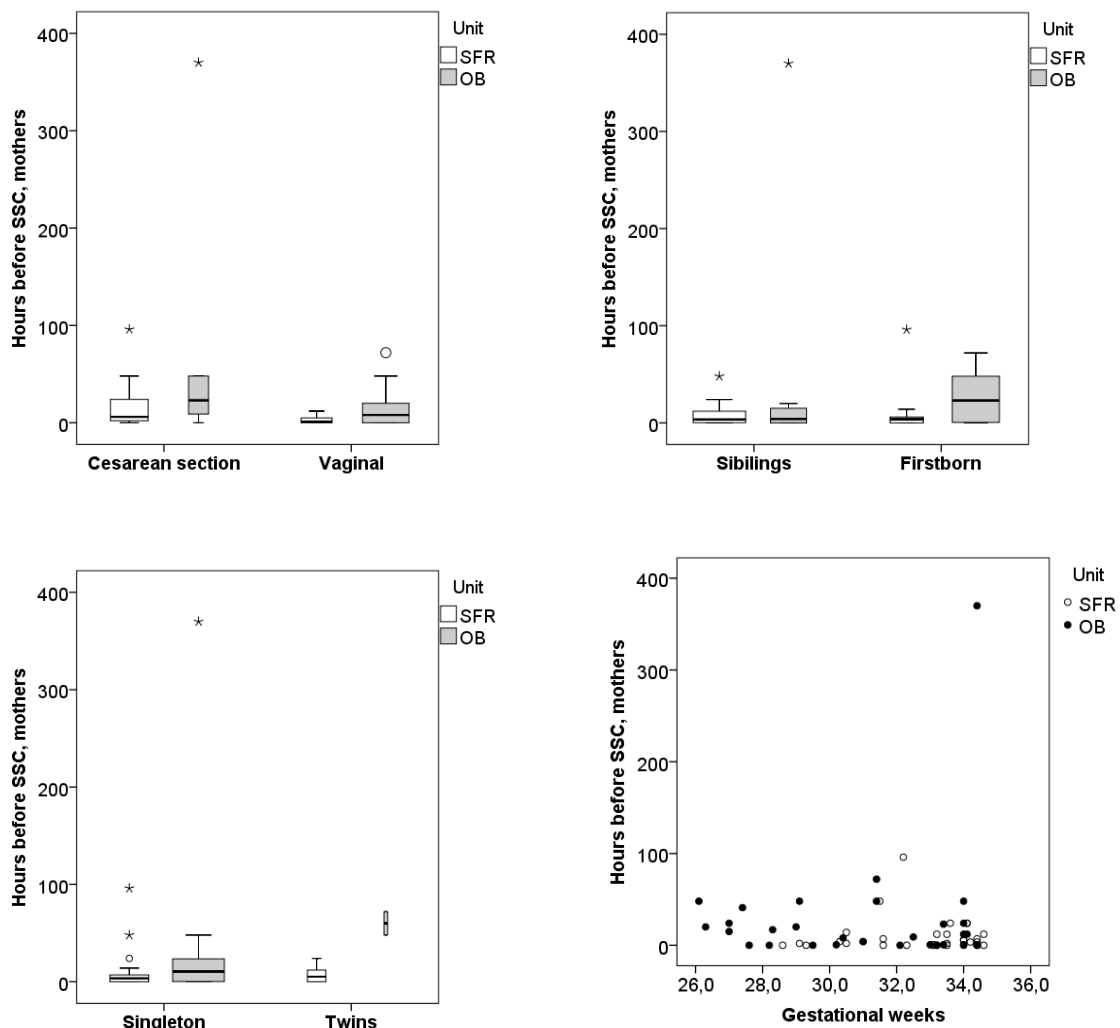 Hours before SSC, mothers
400
300
200
100
0
Cesarean section
Vaginal
Unit
SFR
OB
Hours before SSC, mothers
400
300
200
100
0
Sibilings
Firstborn
Unit
SFR
OB
Hours before SSC, mothers
400
300
200
100
0
Singleton
Twins
Unit
SFR
OB
Hours before SSC, mothers
400
300
200
100
0
26,0 28,0 30,0 32,0 34,0 36,0
Gestational weeks
Unit
SFR
OB